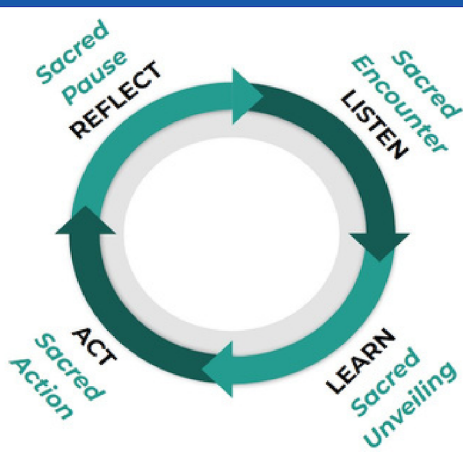 Sacred
Pause
REFLECT
Sacred
Encounter
LISTEN
LEARN
Sacred
Unveiling
ACT
Sacred
Action